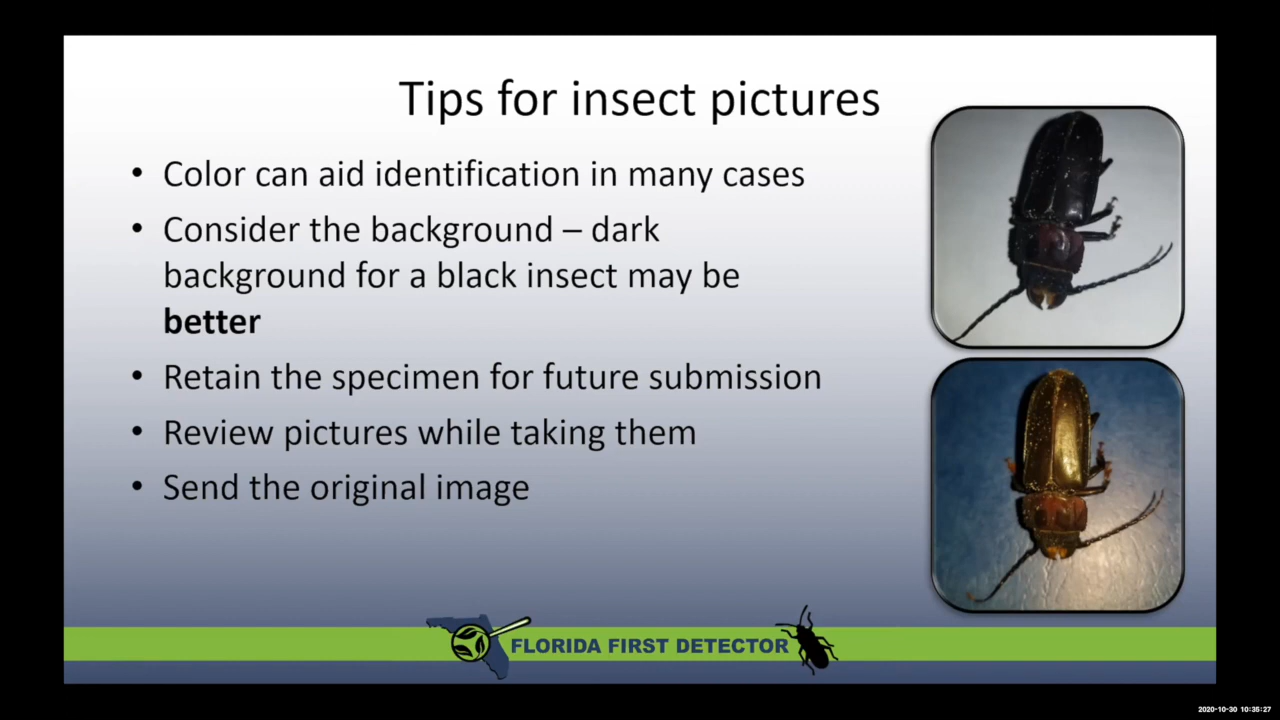 Tips for insect pictures
• Color can aid identification in many cases
• Consider the background – dark
background for a black insect may be
better
• Retain the specimen for future submission
• Review pictures while taking them
• Send the original image
FLORIDA FIRST DETECTOR
2020-10-30 10:35:27